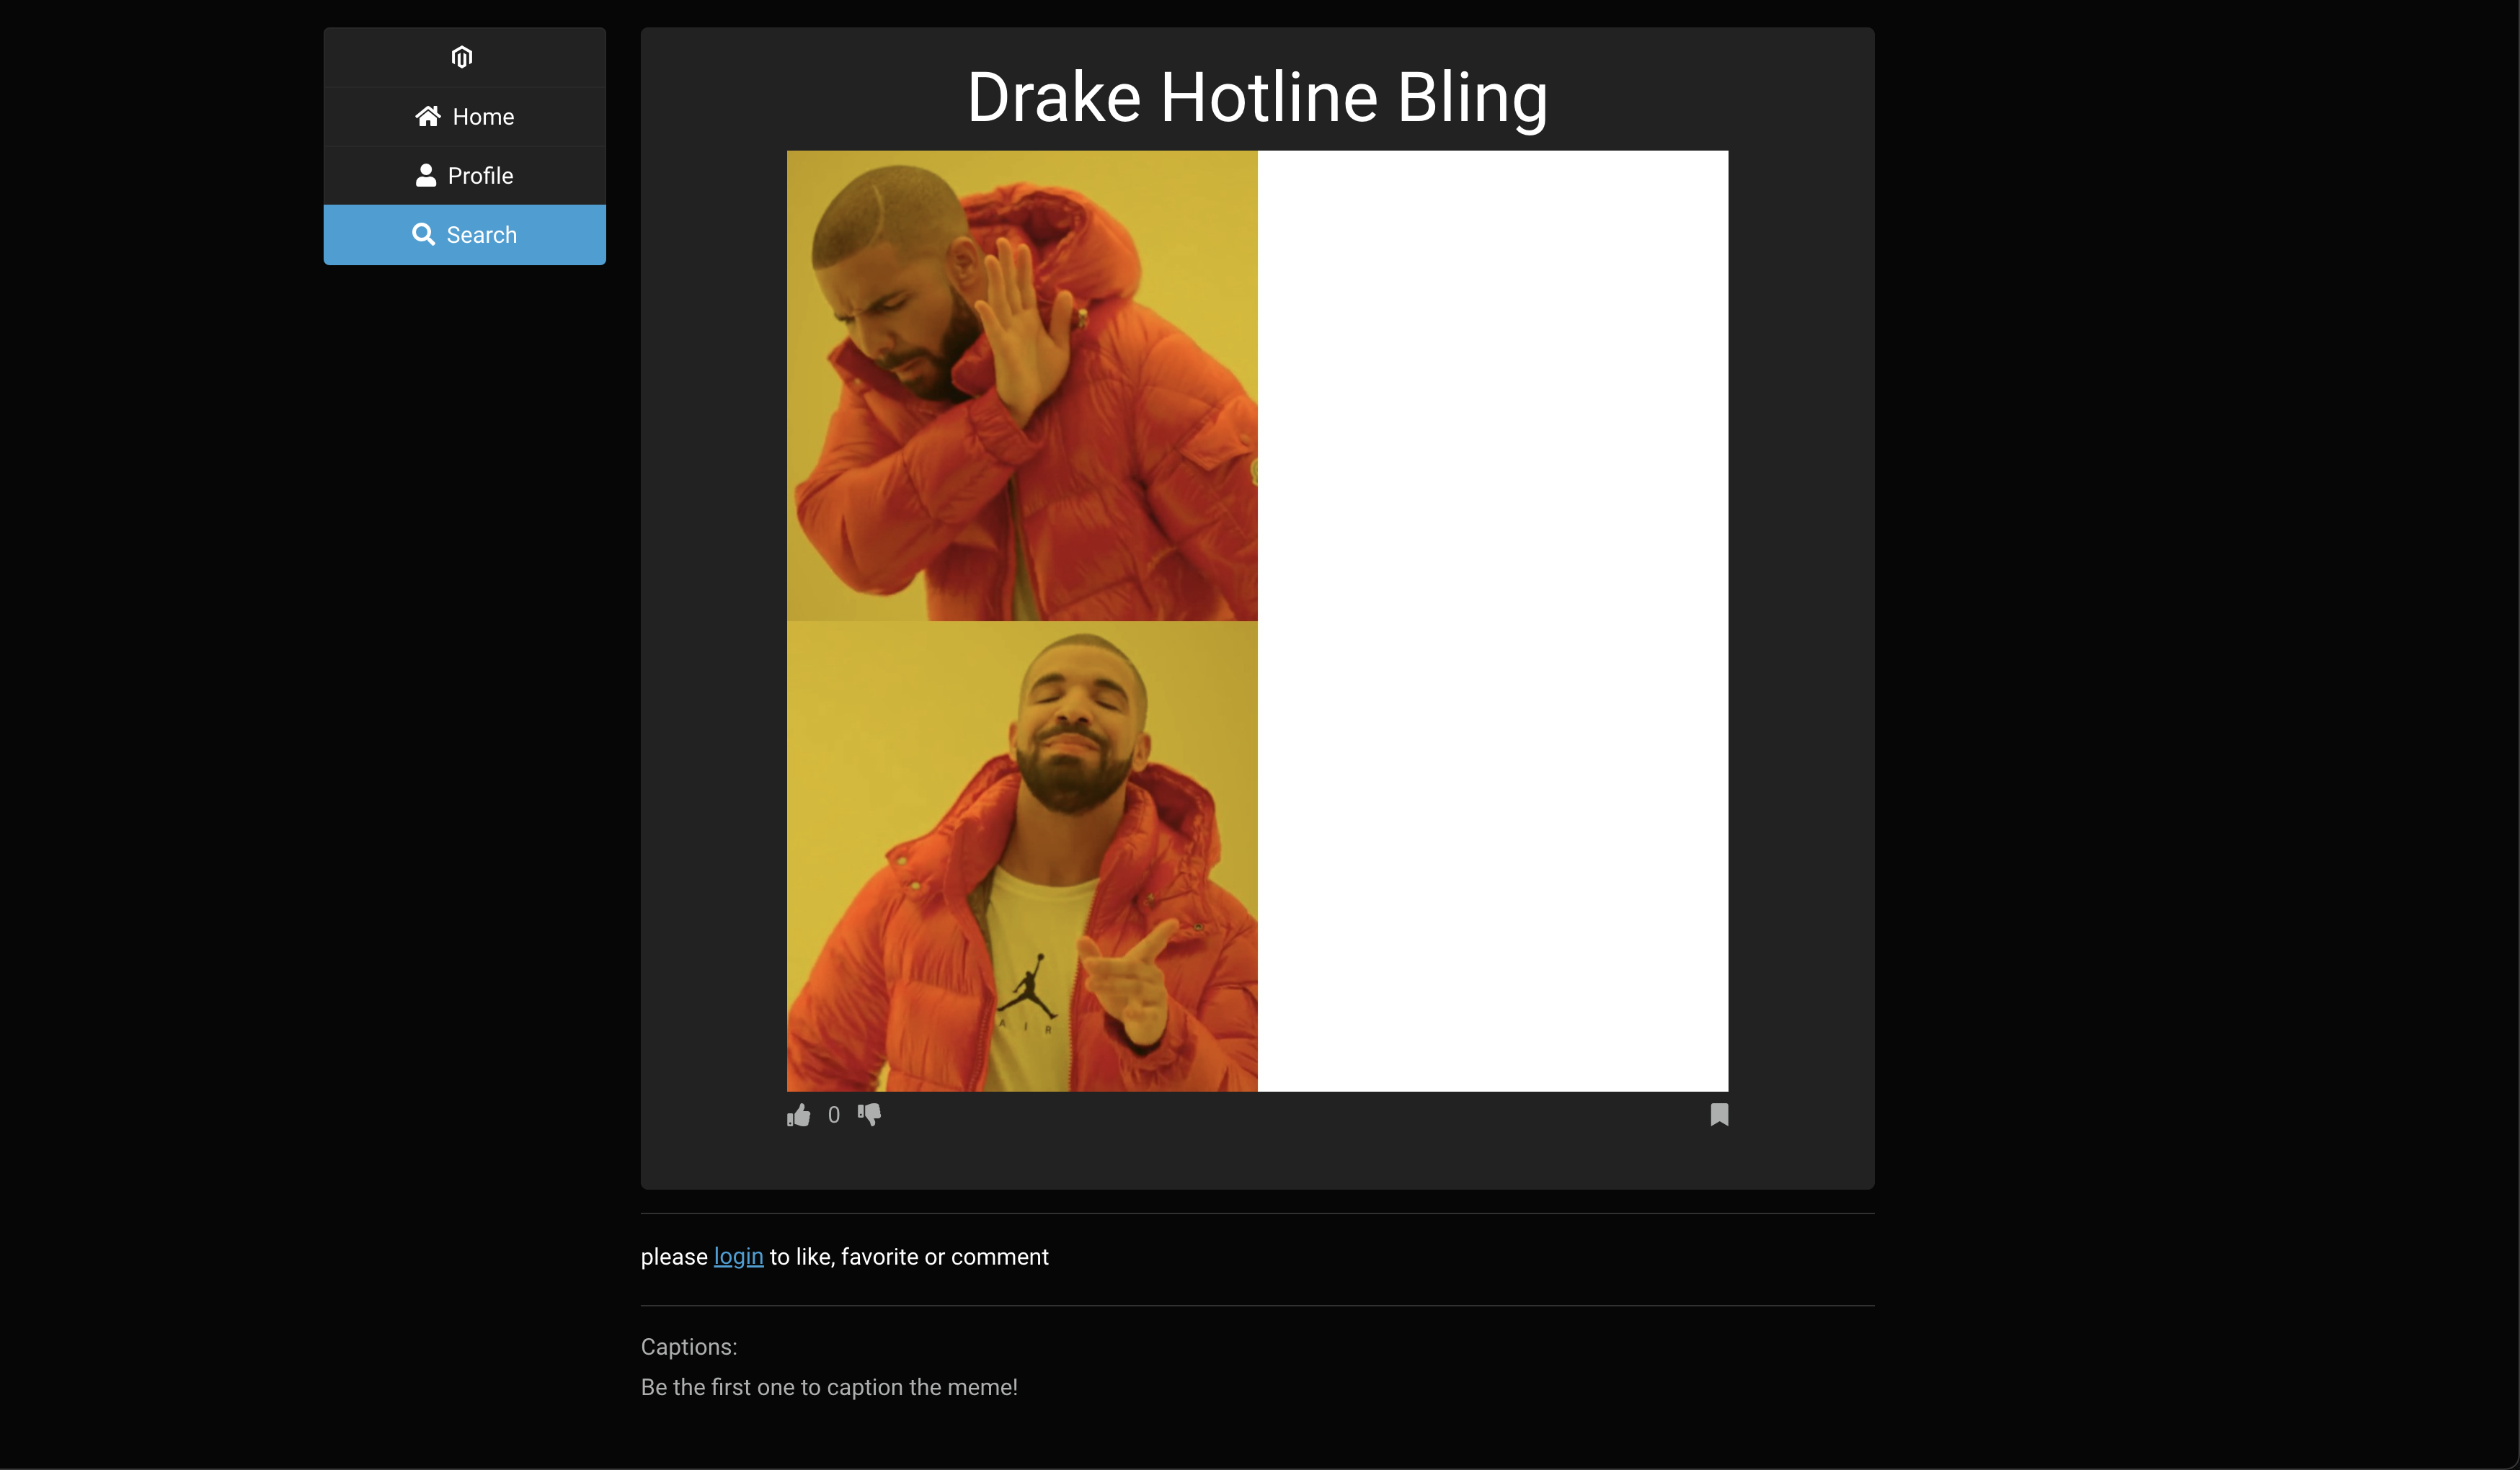 Home
Profile
Search
Drake Hotline Bling
A I R
0
please login to like, favorite or comment
Captions:
Be the first one to caption the meme!